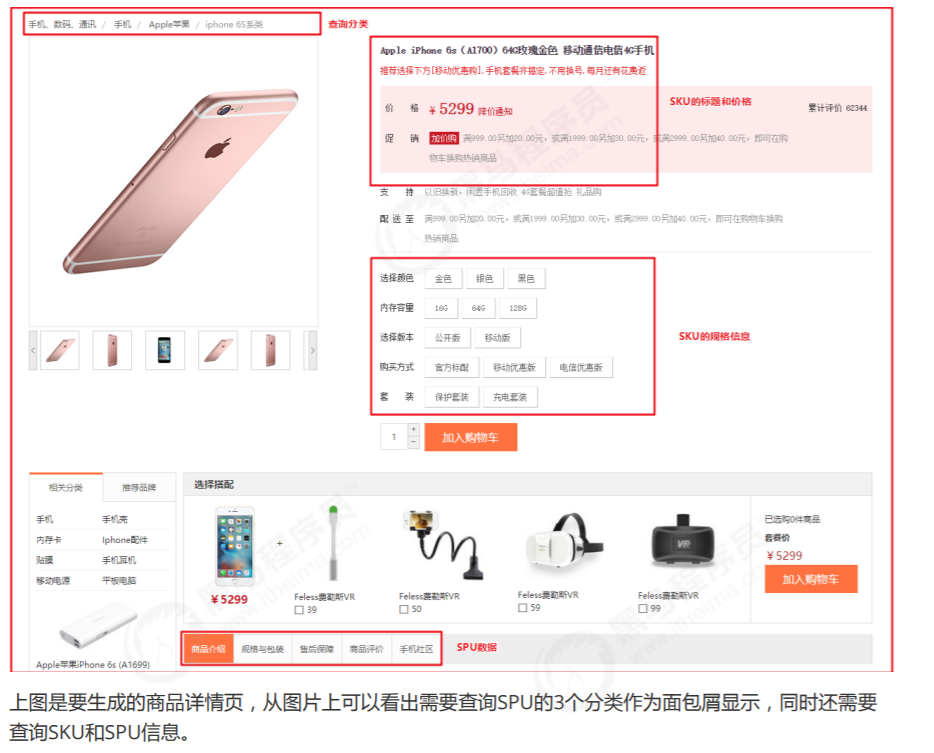 手机、数码、通讯 / 手机 / Apple苹果 / iphone 6S系类
查询分类
Apple iPhone 6s（A1700）64G玫瑰金色 移动通信电信4G手机
推荐选择下方[移动优惠购],手机套餐齐搞定,不用换号,每月还有花费返
SKU的标题和价格
价 格
¥ 5299 降价通知
累计评价 62344
促 销
加价购 满999.00另加20.00元，或满1999.00另加30.00元，或满2999.00另加40.00元，即可在购
物车换购热销商品
支 持 以旧换新，闲置手机回收 4G套餐超值抢 礼品购
配 送 至 满999.00另加20.00元，或满1999.00另加30.00元，或满2999.00另加40.00元，即可在购物车换购
热销商品
选择颜色 金色 银色 黑色
内存容量 16G 64G 128G
选择版本 公开版 移动版
SKU的规格信息
购买方式 官方标配 移动优惠版 电信优惠版
套 装 保护套装 充电套装
1 + - 加入购物车
相关分类 推荐品牌
手机 手机壳
内存卡 Iphone配件
贴膜 手机耳机
移动电源 平板电脑
Apple苹果iPhone 6s (A1699)
选择搭配
+
¥5299
Feless费勒斯VR
39
Feless费勒斯VR
50
Feless费勒斯VR
59
Feless费勒斯VR
99
已选购0件商品
套餐价
¥5299
加入购物车
商品介绍 规格与包装 售后保障 商品评价 手机社区
SPU数据
黑马程序员
www.itheima.com
上图是要生成的商品详情页，从图片上可以看出需要查询SPU的3个分类作为面包屑显示，同时还需要
查询SKU和SPU信息。